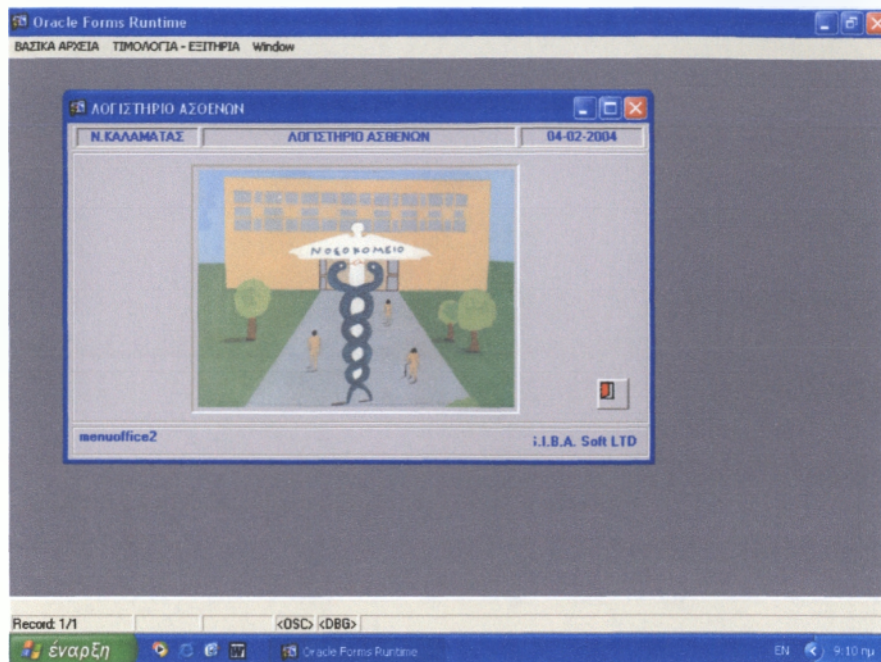 Oracle Forms Runtime
ΒΑΣΙΚΑ ΑΡΧΕΙΑ ΤΙΜΟΛΟΓΙΑ - ΕΞΙΤΗΡΙΑ Window
ΛΟΓΙΣΤΗΡΙΟ ΑΣΘΕΝΩΝ
Ν.ΚΑΛΑΜΑΤΑΣ ΛΟΓΙΣΤΗΡΙΟ ΑΣΘΕΝΩΝ 04-02-2004
ΝΟΣΟΚΟΜΕΙΟ
menuoffice2 .I.B.A. Soft LTD
Record: 1/1 <OSC> <DBG>
έναρξη W Oracle Forms Runtime EN 9:10 πμ